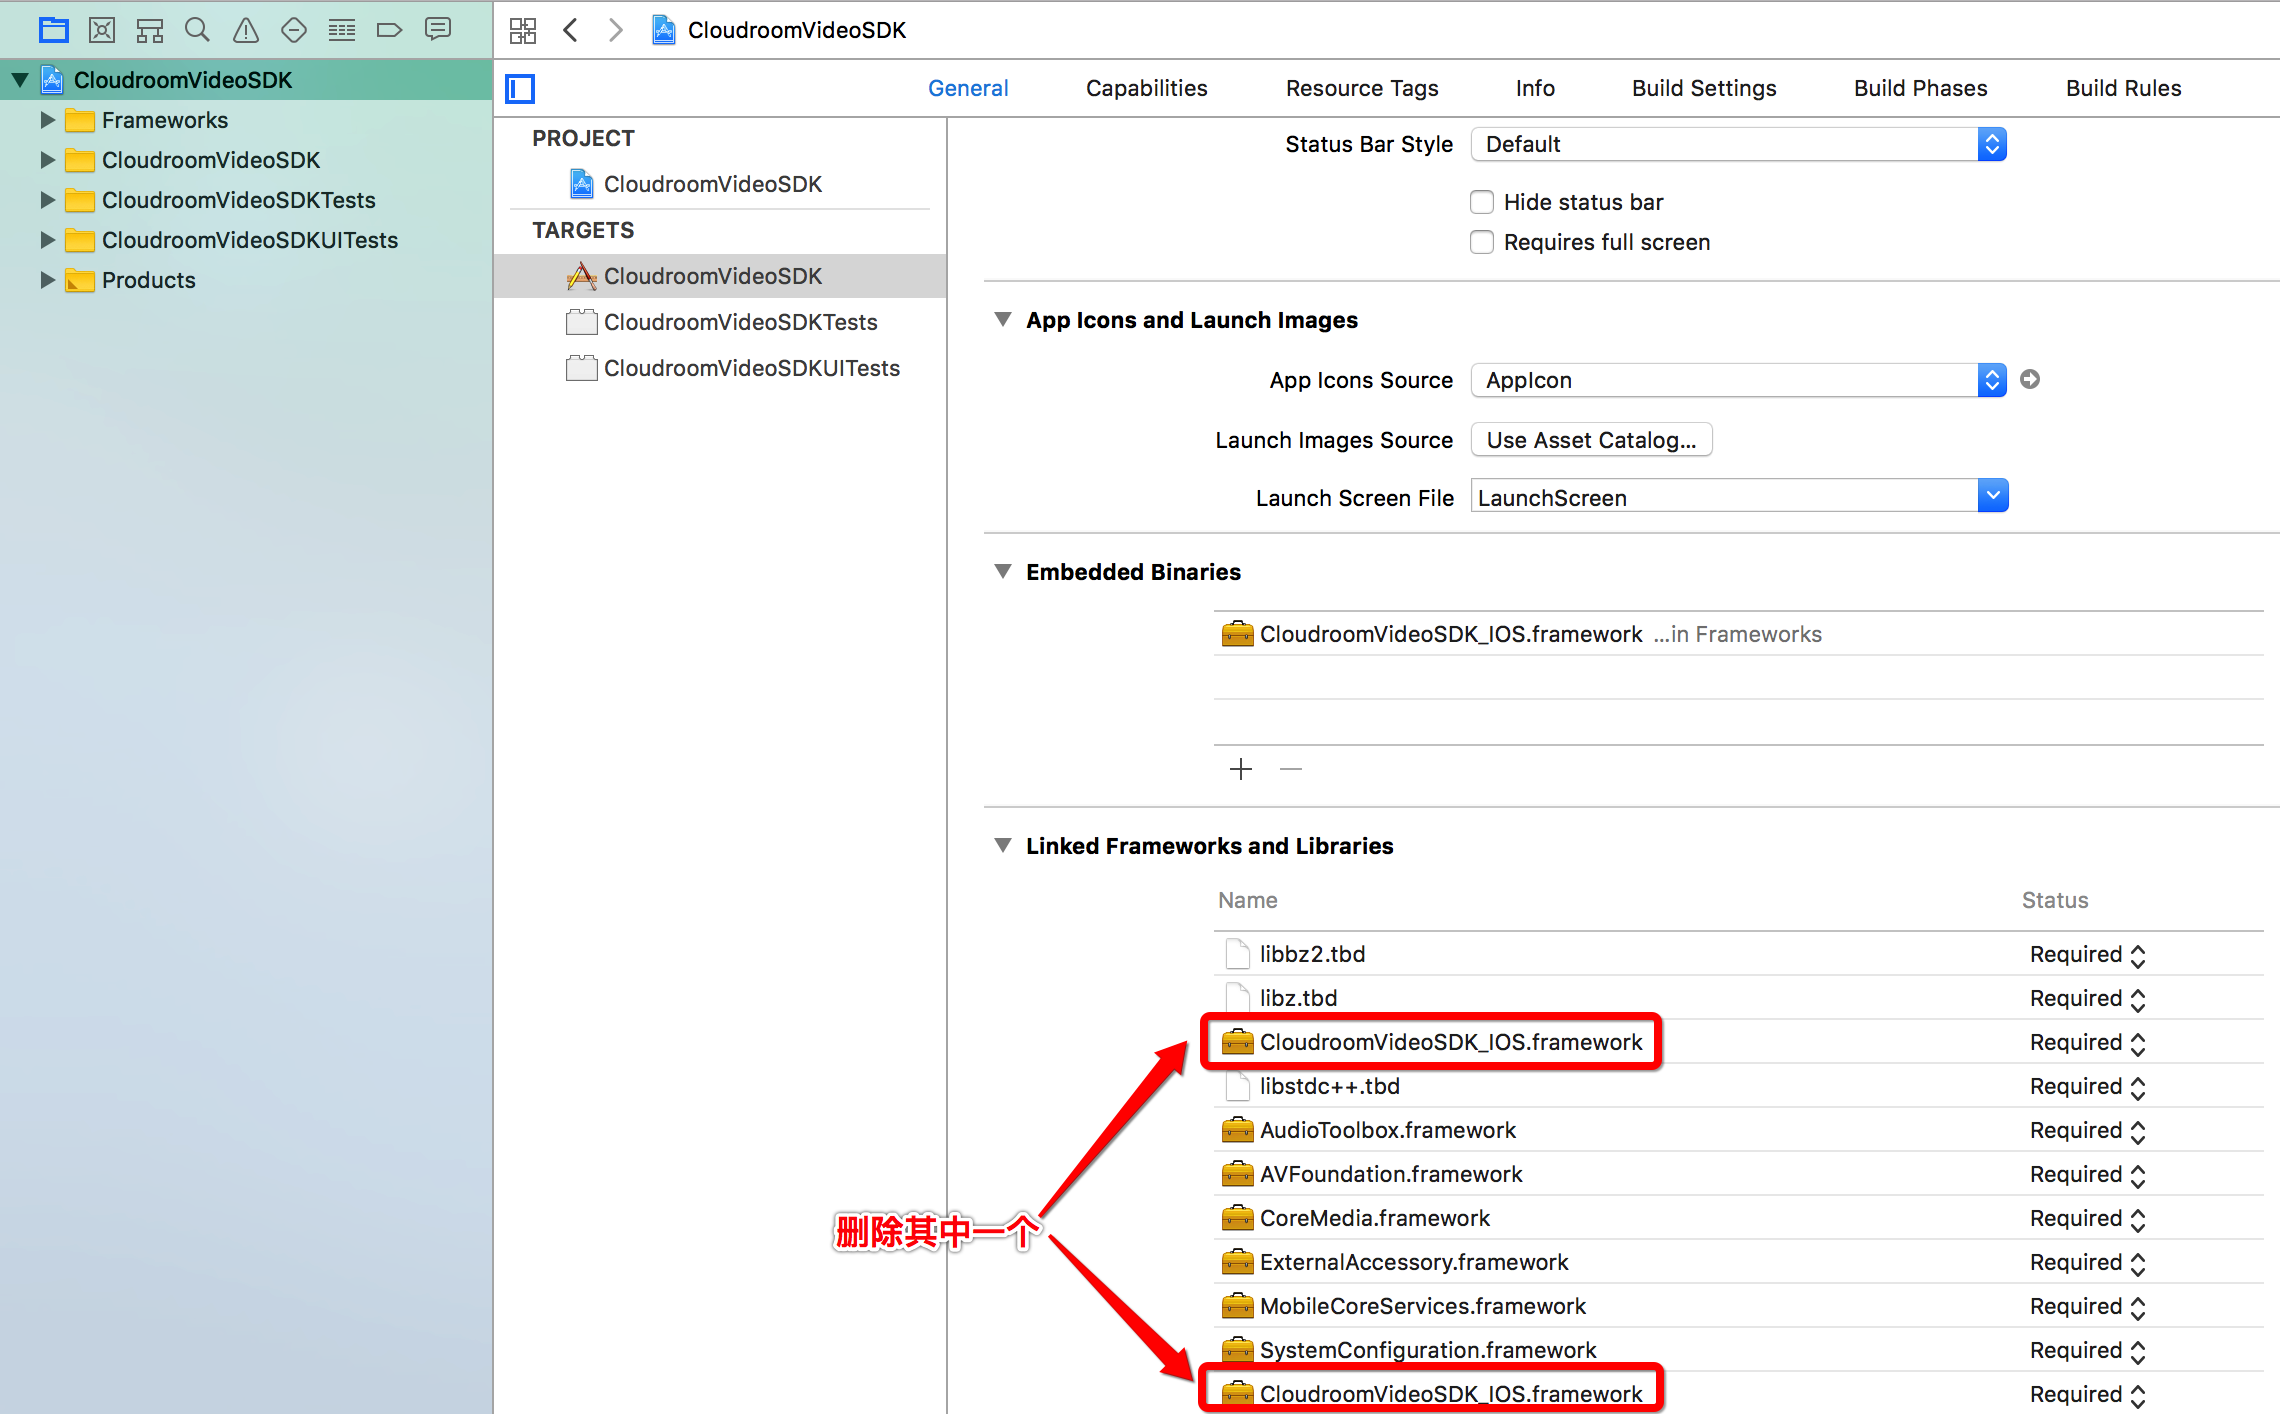 CloudroomVideoSDK
CloudroomVideoSDK
Frameworks
CloudroomVideoSDK
CloudroomVideoSDKTests
CloudroomVideoSDKUITests
Products
General
Capabilities
Resource Tags
Info
Build Settings
Build Phases
Build Rules
PROJECT
CloudroomVideoSDK
TARGETS
CloudroomVideoSDK
CloudroomVideoSDKTests
CloudroomVideoSDKUITests
Status Bar Style Default
Hide status bar
Requires full screen
App Icons and Launch Images
App Icons Source AppIcon
Launch Images Source Use Asset Catalog...
Launch Screen File LaunchScreen
Embedded Binaries
CloudroomVideoSDK_IOS.framework ...in Frameworks
Linked Frameworks and Libraries
Name Status
libbz2.tbd Required
libz.tbd Required
CloudroomVideoSDK_IOS.framework Required
libstdc++.tbd Required
AudioToolbox.framework Required
AVFoundation.framework Required
CoreMedia.framework Required
删除其中一个
ExternalAccessory.framework Required
MobileCoreServices.framework Required
SystemConfiguration.framework Required
CloudroomVideoSDK_IOS.framework Required